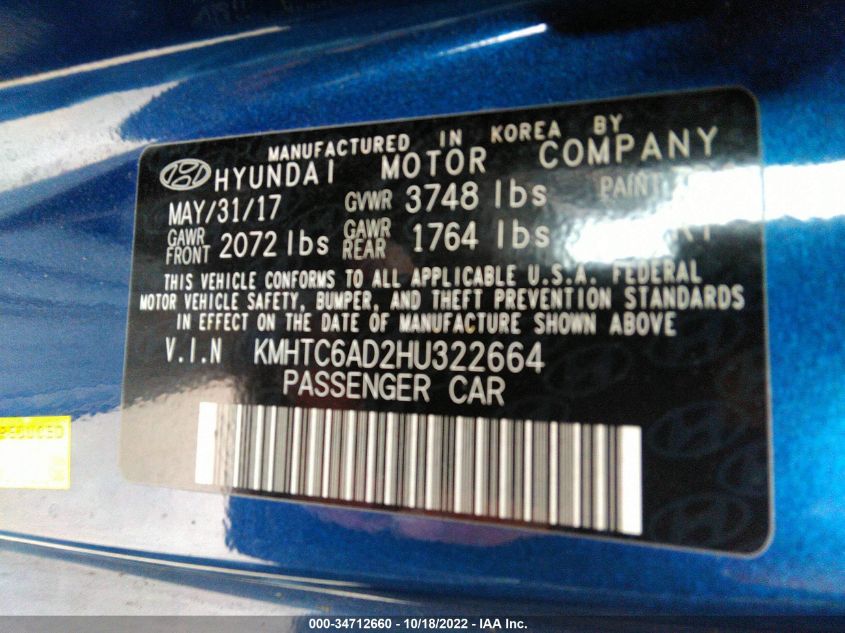 MANUFACTURED IN KOREA BY
HYUNDAI MOTOR COMPANY
MAY/31/17 GVWR 3748 lbs PAINT
GAWR FRONT 2072 lbs GAWR REAR 1764 lbs
THIS VEHICLE CONFORMS TO ALL APPLICABLE U.S.A. FEDERAL
MOTOR VEHICLE SAFETY, BUMPER, AND THEFT PREVENTION STANDARDS
IN EFFECT ON THE DATE OF MANUFACTURE SHOWN ABOVE
V.I.N KMHTC6AD2HU322664
PASSENGER CAR
000-34712660 - 10/18/2022 - IAA Inc.